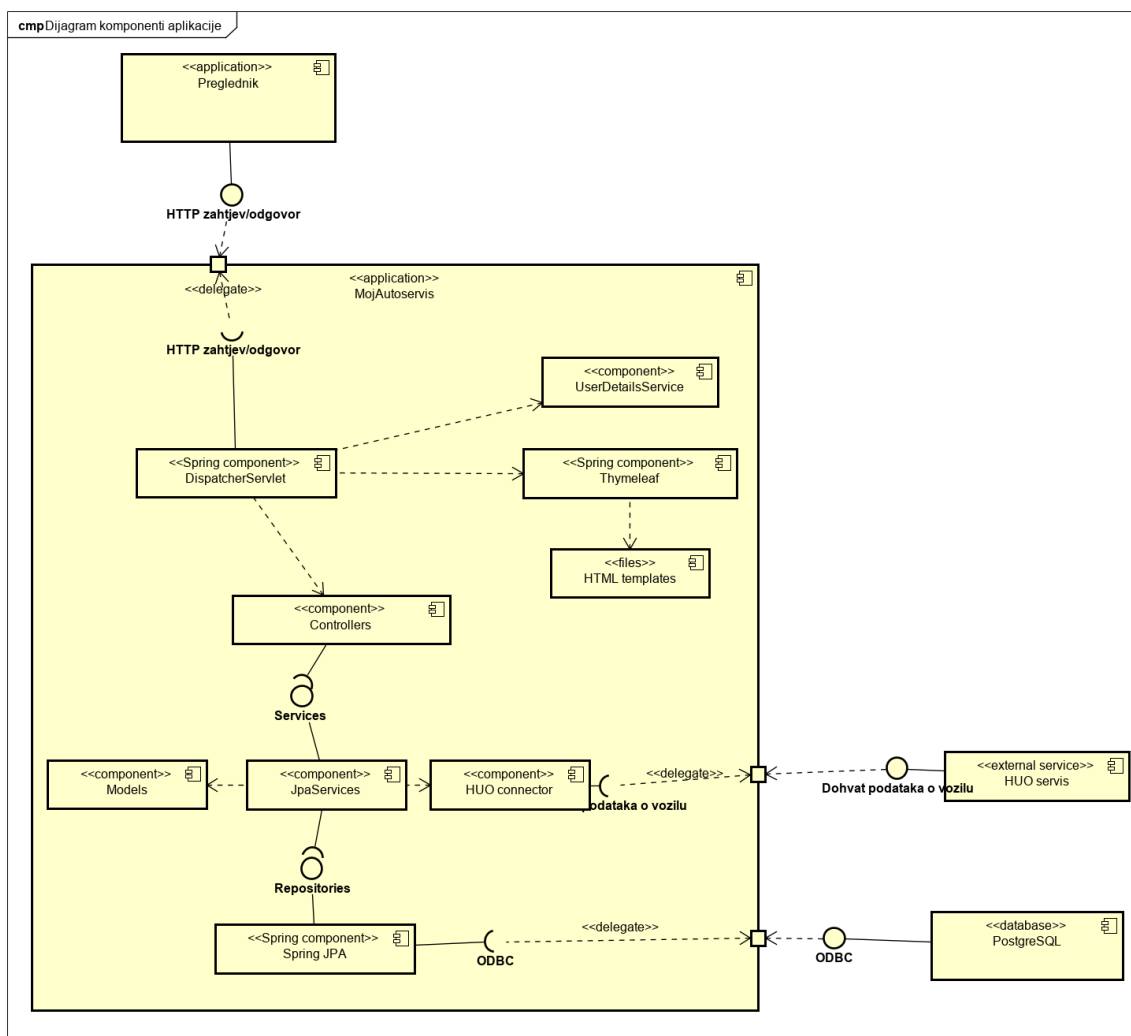 cmp Dijagram komponenti aplikacije
<<application>>
Preglednik
HTTP zahtjev/odgovor
<<application>>
MojAutoservis
<<delegate>>
HTTP zahtjev/odgovor
<<component>>
UserDetailsService
<<Spring component>>
DispatcherServlet
<<Spring component>>
Thymeleaf
<<files>>
HTML templates
<<component>>
Controllers
Services
<<component>>
Models
<<component>>
JpaServices
<<component>>
HUO connector
podataka o vozilu
<<delegate>>
Dohvat podataka o vozilu
<<external service>>
HUO servis
Repositories
<<Spring component>>
Spring JPA
ODBC
<<delegate>>
ODBC
<<database>>
PostgreSQL